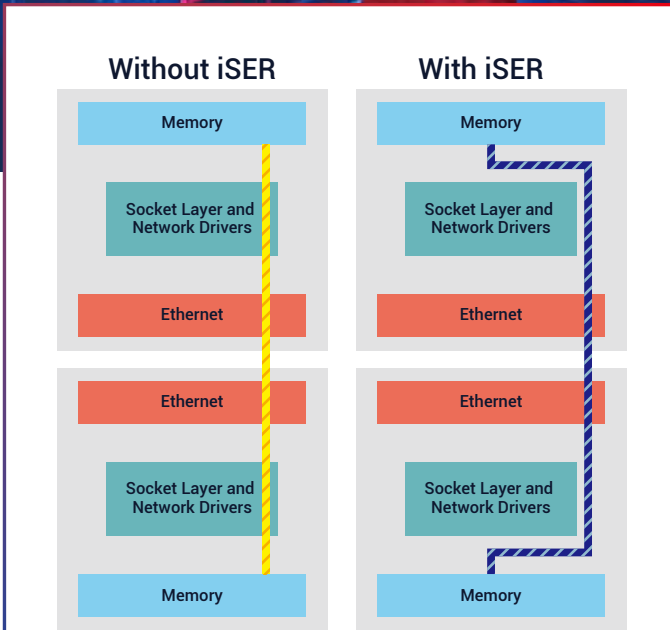 Without iSER
Memory
Socket Layer and
Network Drivers
Ethernet
Ethernet
Socket Layer and
Network Drivers
Memory
With iSER
Memory
Socket Layer and
Network Drivers
Ethernet
Ethernet
Socket Layer and
Network Drivers
Memory